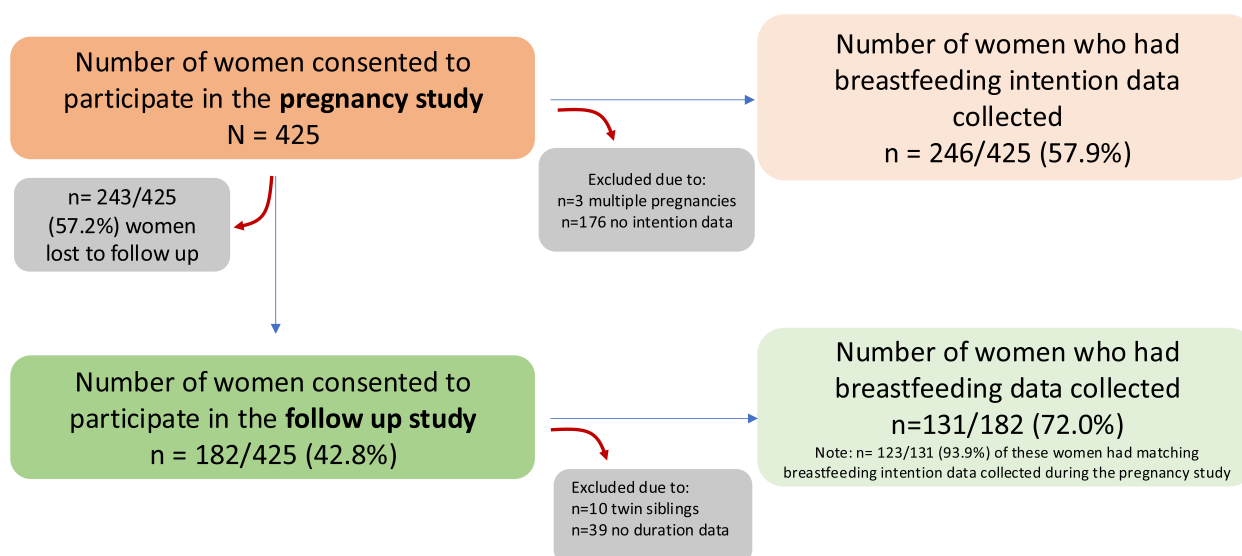 Number of women consented to
participate in the pregnancy study
N = 425
Number of women who had
breastfeeding intention data
collected
n = 246/425 (57.9%)
Excluded due to:
n=3 multiple pregnancies
n=176 no intention data
n= 243/425
(57.2%) women
lost to follow up
Number of women consented to
participate in the follow up study
n = 182/425 (42.8%)
Number of women who had
breastfeeding data collected
n=131/182 (72.0%)
Note: n= 123/131 (93.9%) of these women had matching
breastfeeding intention data collected during the pregnancy study
Excluded due to:
n=10 twin siblings
n=39 no duration data